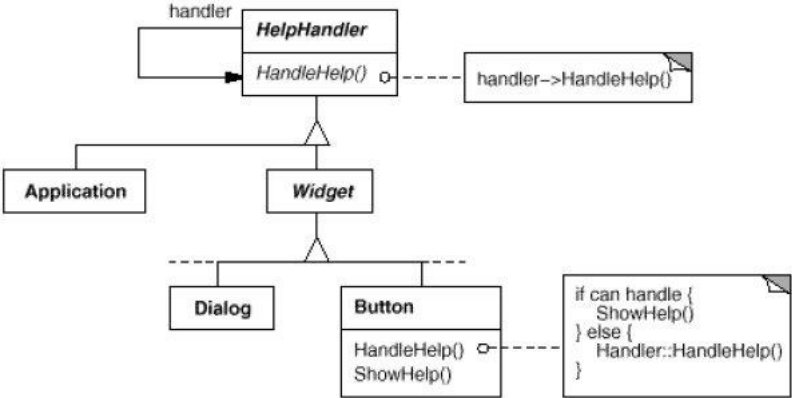 handler
HelpHandler
HandleHelp()
handler->HandleHelp()
Application
Widget
Dialog
Button
HandleHelp()
ShowHelp()
if can handle {
ShowHelp()
} else {
Handler::HandleHelp()
}